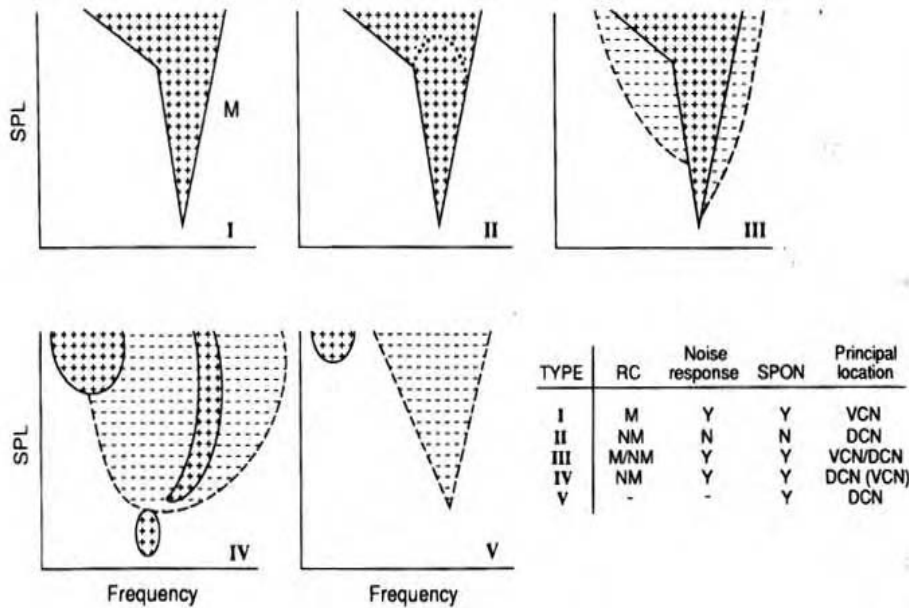 SPL
M
I
II
III
SPL
IV
V
Frequency
Frequency
TYPE RC Noise response SPON Principal location
I M Y Y VCN
II NM N N DCN
III M/NM Y Y VCN/DCN
IV NM Y Y DCN (VCN)
V - - Y DCN